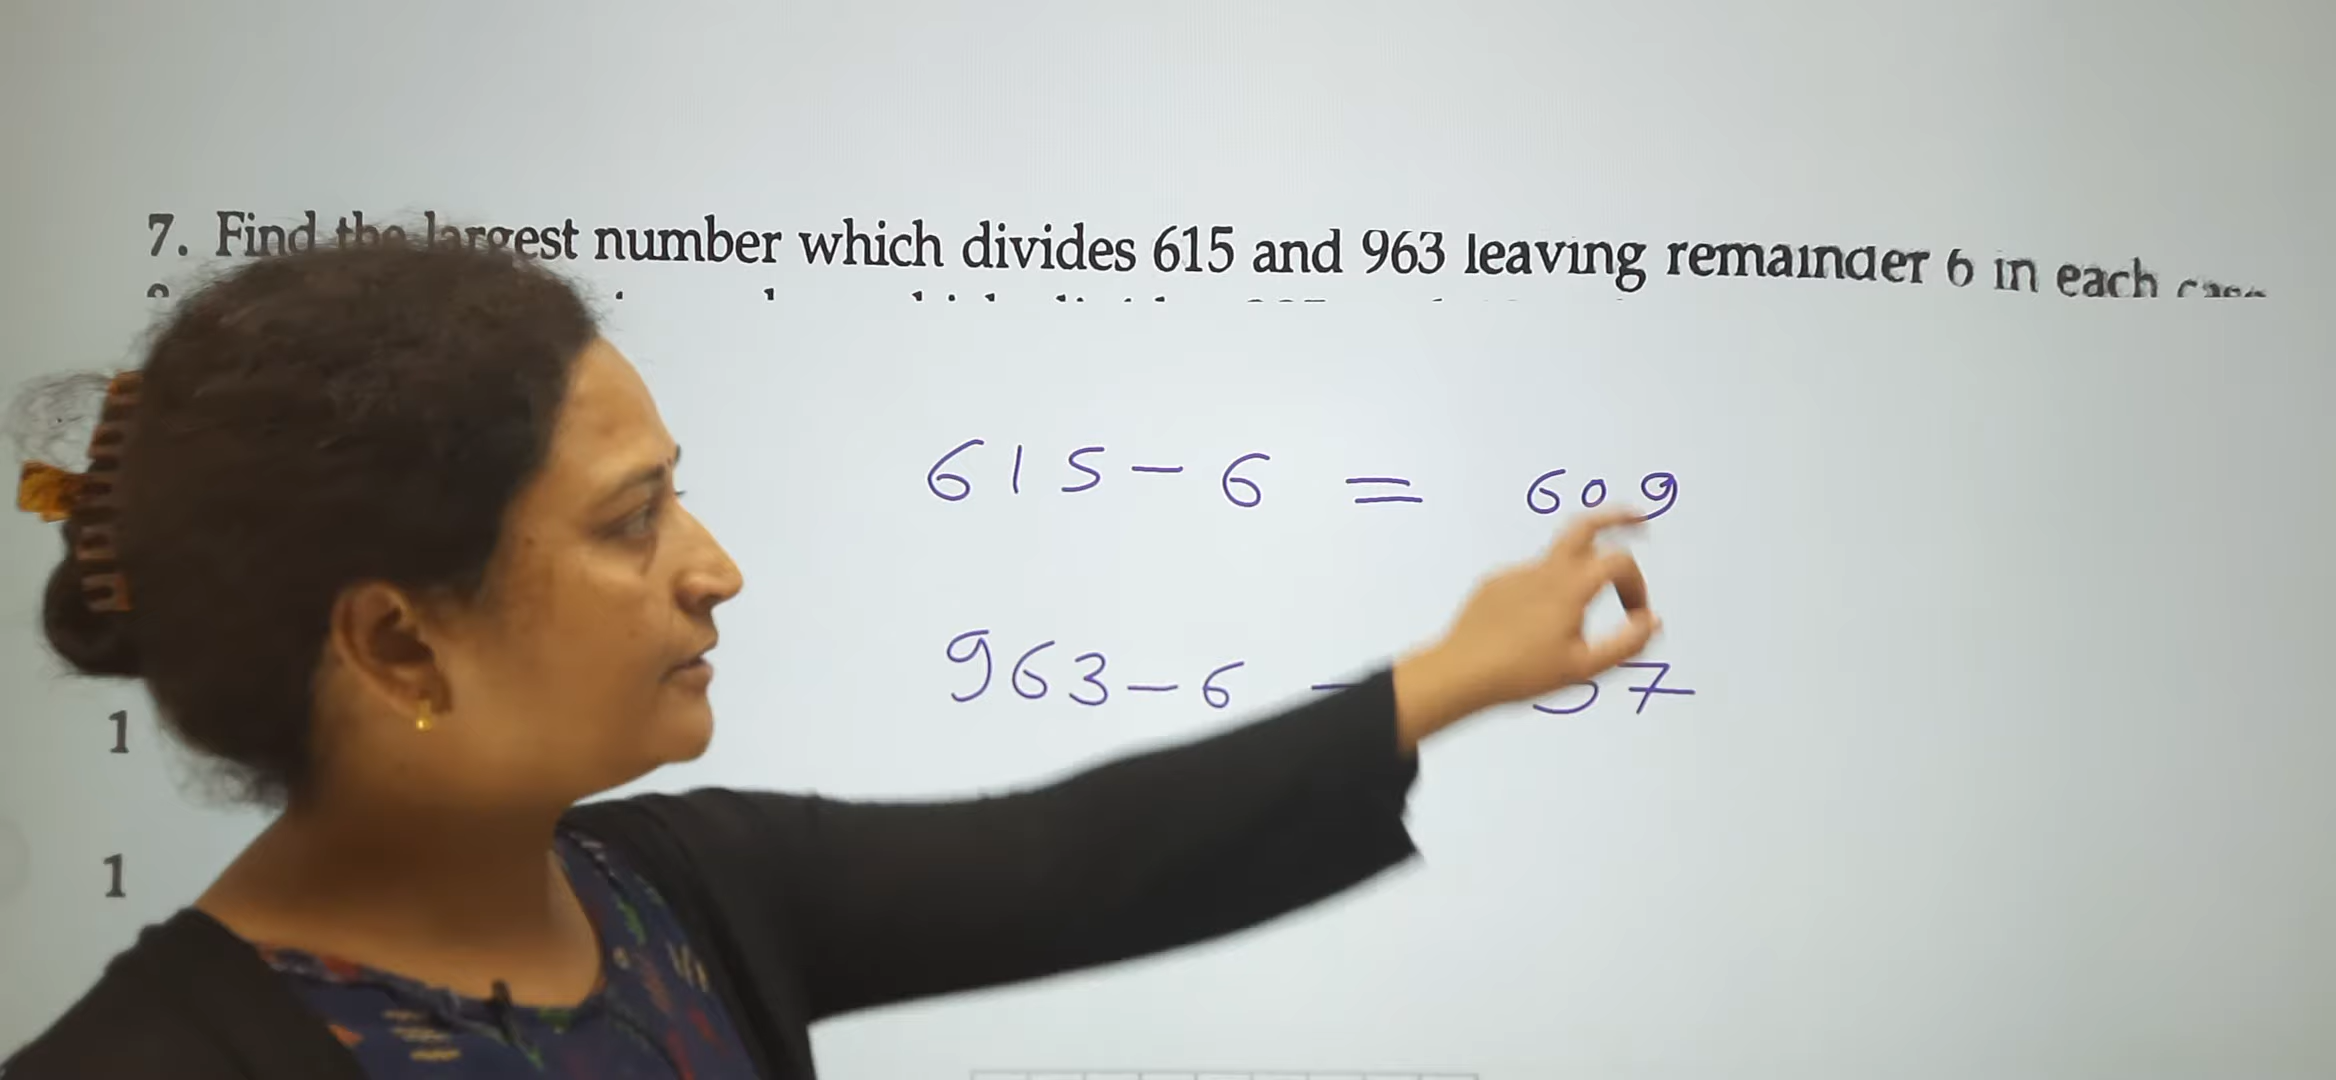 7. Find the largest number which divides 615 and 963 leaving remainder 6 in each
615 - 6 = 609
963 - 6 57
1
1